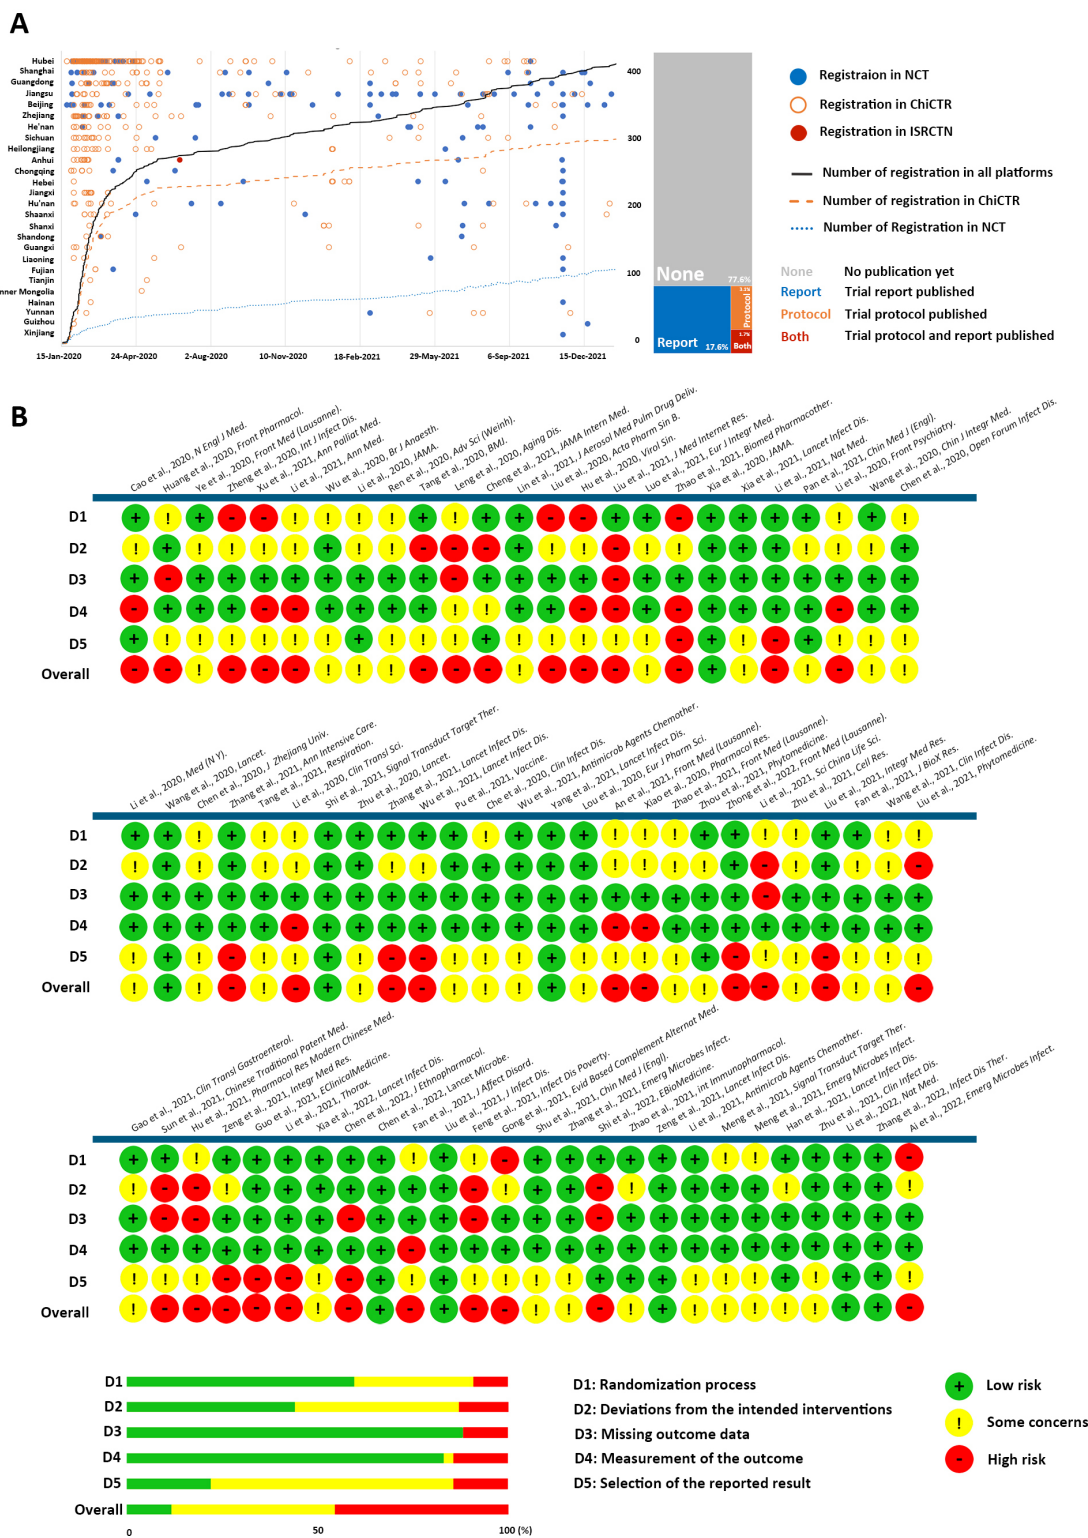 A
Hubei
Shanghai
Guangdong
Jiangsu
Beijing
Zhejiang
He'nan
Sichuan
Heilongjiang
Anhui
Chongqing
Hebei
Jiangxi
Hu'nan
Shaanxi
Shanxi
Shandong
Guangxi
Liaoning
Fujian
Tianjin
nner Mongolia
Hainan
Yunnan
Guizhou
Xinjiang
400
300
200
100
0
15-Jan-2020 24-Apr-2020 2-Aug-2020 10-Nov-2020 18-Feb-2021 29-May-2021 6-Sep-2021 15-Dec-2021
None 77.6%
Report 17.6%
3.1% Protocol
1.7% Both
Registraion in NCT
Registration in ChiCTR
Registration in ISRCTN
Number of registration in all platforms
Number of registration in ChiCTR
Number of Registration in NCT
None No publication yet
Report Trial report published
Protocol Trial protocol published
Both Trial protocol and report published
B
Cao et al., 2020, N Engl J Med.
Huang et al., 2020, Front Pharmacol.
Ye et al., 2020, Front Med (Lausanne).
Zheng et al., 2020, Int J Infect Dis.
Xu et al., 2021, Ann Palliat Med.
Li et al., 2021, Ann Med.
Wu et al., 2020, Br J Anaesth.
Li et al., 2020, JAMA.
Ren et al., 2020, Adv Sci (Weinh).
Tang et al., 2020, BMJ.
Leng et al., 2020, Aging Dis.
Cheng et al., 2021, JAMA Intern Med.
Lin et al., 2021, J Aerosol Med Pulm Drug Deliv.
Liu et al., 2020, Acta Pharm Sin B.
Hu et al., 2020, Virol Sin.
Liu et al., 2021, J Med Internet Res.
Luo et al., 2021, Eur J Integr Med.
Zhao et al., 2021, Biomed Pharmacother.
Xia et al., 2020, JAMA.
Xia et al., 2021, Lancet Infect Dis.
Li et al., 2021, Nat Med.
Pan et al., 2021, Chin Med J (Engl).
Li et al., 2020, Front Psychiatry.
Wang et al., 2020, Chin J Integr Med.
Chen et al., 2020, Open Forum Infect Dis.
D1 + ! + - - ! ! ! ! + ! + + - - + + - + + + + ! + !
D2 ! + ! ! ! ! + ! ! - - - + ! ! - ! ! + + + ! ! ! +
D3 + - + + + + + + + + - + + + + - + + + + + + + + +
D4 - + + + - - + + + + ! ! + + - - + - + + + + - + +
D5 + ! ! ! ! ! ! + ! ! ! + ! ! ! ! ! - + ! - + ! ! !
Overall - - ! - - - ! ! ! - - - ! - - - ! - + ! - ! - ! !
Li et al., 2020, Med (N Y).
Wang et al., 2020, Lancet.
Chen et al., 2020, J Zhejiang Univ.
Zhang et al., 2021, Ann Intensive Care.
Tang et al., 2021, Respiration.
Li et al., 2020, Clin Transl Sci.
Shi et al., 2021, Signal Transduct Target Ther.
Zhu et al., 2020, Lancet.
Zhang et al., 2021, Lancet Infect Dis.
Wu et al., 2021, Lancet Infect Dis.
Pu et al., 2021, Vaccine.
Che et al., 2020, Clin Infect Dis.
Wu et al., 2021, Antimicrob Agents Chemother.
Yang et al., 2021, Lancet Infect Dis.
Lou et al., 2020, Eur J Pharm Sci.
An et al., 2021, Front Med (Lausanne).
Xiao et al., 2020, Pharmacol Res.
Zhao et al., 2021, Front Med (Lausanne).
Zhou et al., 2021, Phytomedicine.
Zhong et al., 2022, Front Med (Lausanne).
Li et al., 2021, Sci China Life Sci.
Zhu et al., 2021, Cell Res.
Liu et al., 2021, Integr Med Res.
Fan et al., 2021, J BioX Res.
Wang et al., 2021, Clin Infect Dis.
Liu et al., 2021, Phytomedicine.
D1 + + ! + ! ! + + + + + ! + + + ! ! ! + + ! ! + + ! !
D2 ! + ! + ! ! + + ! ! + + + + + ! ! ! ! + - ! + ! ! -
D3 + + + + + + + + + + + + + + + + + + + + - + + + + +
D4 + + + + + - + + + + + + + + + - - + + + + + + + + +
D5 ! + ! - ! ! + ! - - ! ! ! + ! ! ! ! + - ! ! - ! ! !
Overall ! + ! - ! - + ! - - ! ! ! + ! - - ! ! - - ! - ! ! -
Gao et al., 2021, Clin Transl Gastroenterol.
Sun et al., 2021, Chinese Traditional Patent Med.
Hu et al., 2021, Pharmacol Res Modern Chinese Med.
Zeng et al., 2021, Integr Med Res.
Guo et al., 2021, EClinicalMedicine.
Li et al., 2021, Thorax.
Xia et al., 2022, Lancet Infect Dis.
Chen et al., 2022, J Ethnopharmacol.
Chen et al., 2022, Lancet Microbe.
Fan et al., 2021, J Affect Disord.
Liu et al., 2021, J Infect Dis.
Feng et al., 2021, Infect Dis Poverty.
Gong et al., 2021, Evid Based Complement Alternat Med.
Shu et al., 2021, Chin Med J (Engl).
Zhang et al., 2021, Emerg Microbes Infect.
Shi et al., 2022, EBioMedicine.
Zhao et al., 2021, Int Immunopharmacol.
Zeng et al., 2021, Lancet Infect Dis.
Li et al., 2021, Antimicrob Agents Chemother.
Meng et al., 2021, Signal Transduct Target Ther.
Meng et al., 2021, Emerg Microbes Infect.
Han et al., 2021, Lancet Infect Dis.
Zhu et al., 2021, Clin Infect Dis.
Li et al., 2022, Nat Med.
Zhang et al., 2022, Infect Dis Ther.
Ai et al., 2022, Emerg Microbes Infect.
D1 + + ! + + + + + + ! + ! - + + + + + + ! ! + + + + -
D2 ! - - ! + + + + + + + - ! + + - ! + + + + ! + + + !
D3 + - - + + + + - + + + - + + + - + + + + + + + + + +
D4 + + + + + + + + + - + + + + + + + + + + + + + + + +
D5 ! ! ! - - - ! - + ! + ! ! ! ! + + + ! ! ! + ! + + !
Overall ! - - - - - ! - + - + - - ! ! - ! + ! ! ! ! ! + + -
D1
D2
D3
D4
D5
Overall
0 50 100 (%)
D1: Randomization process
D2: Deviations from the intended interventions
D3: Missing outcome data
D4: Measurement of the outcome
D5: Selection of the reported result
+ Low risk
! Some concerns
- High risk